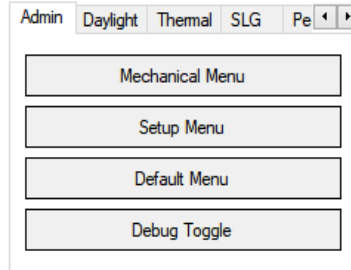 Admin Daylight Thermal SLG Pe
Mechanical Menu
Setup Menu
Default Menu
Debug Toggle